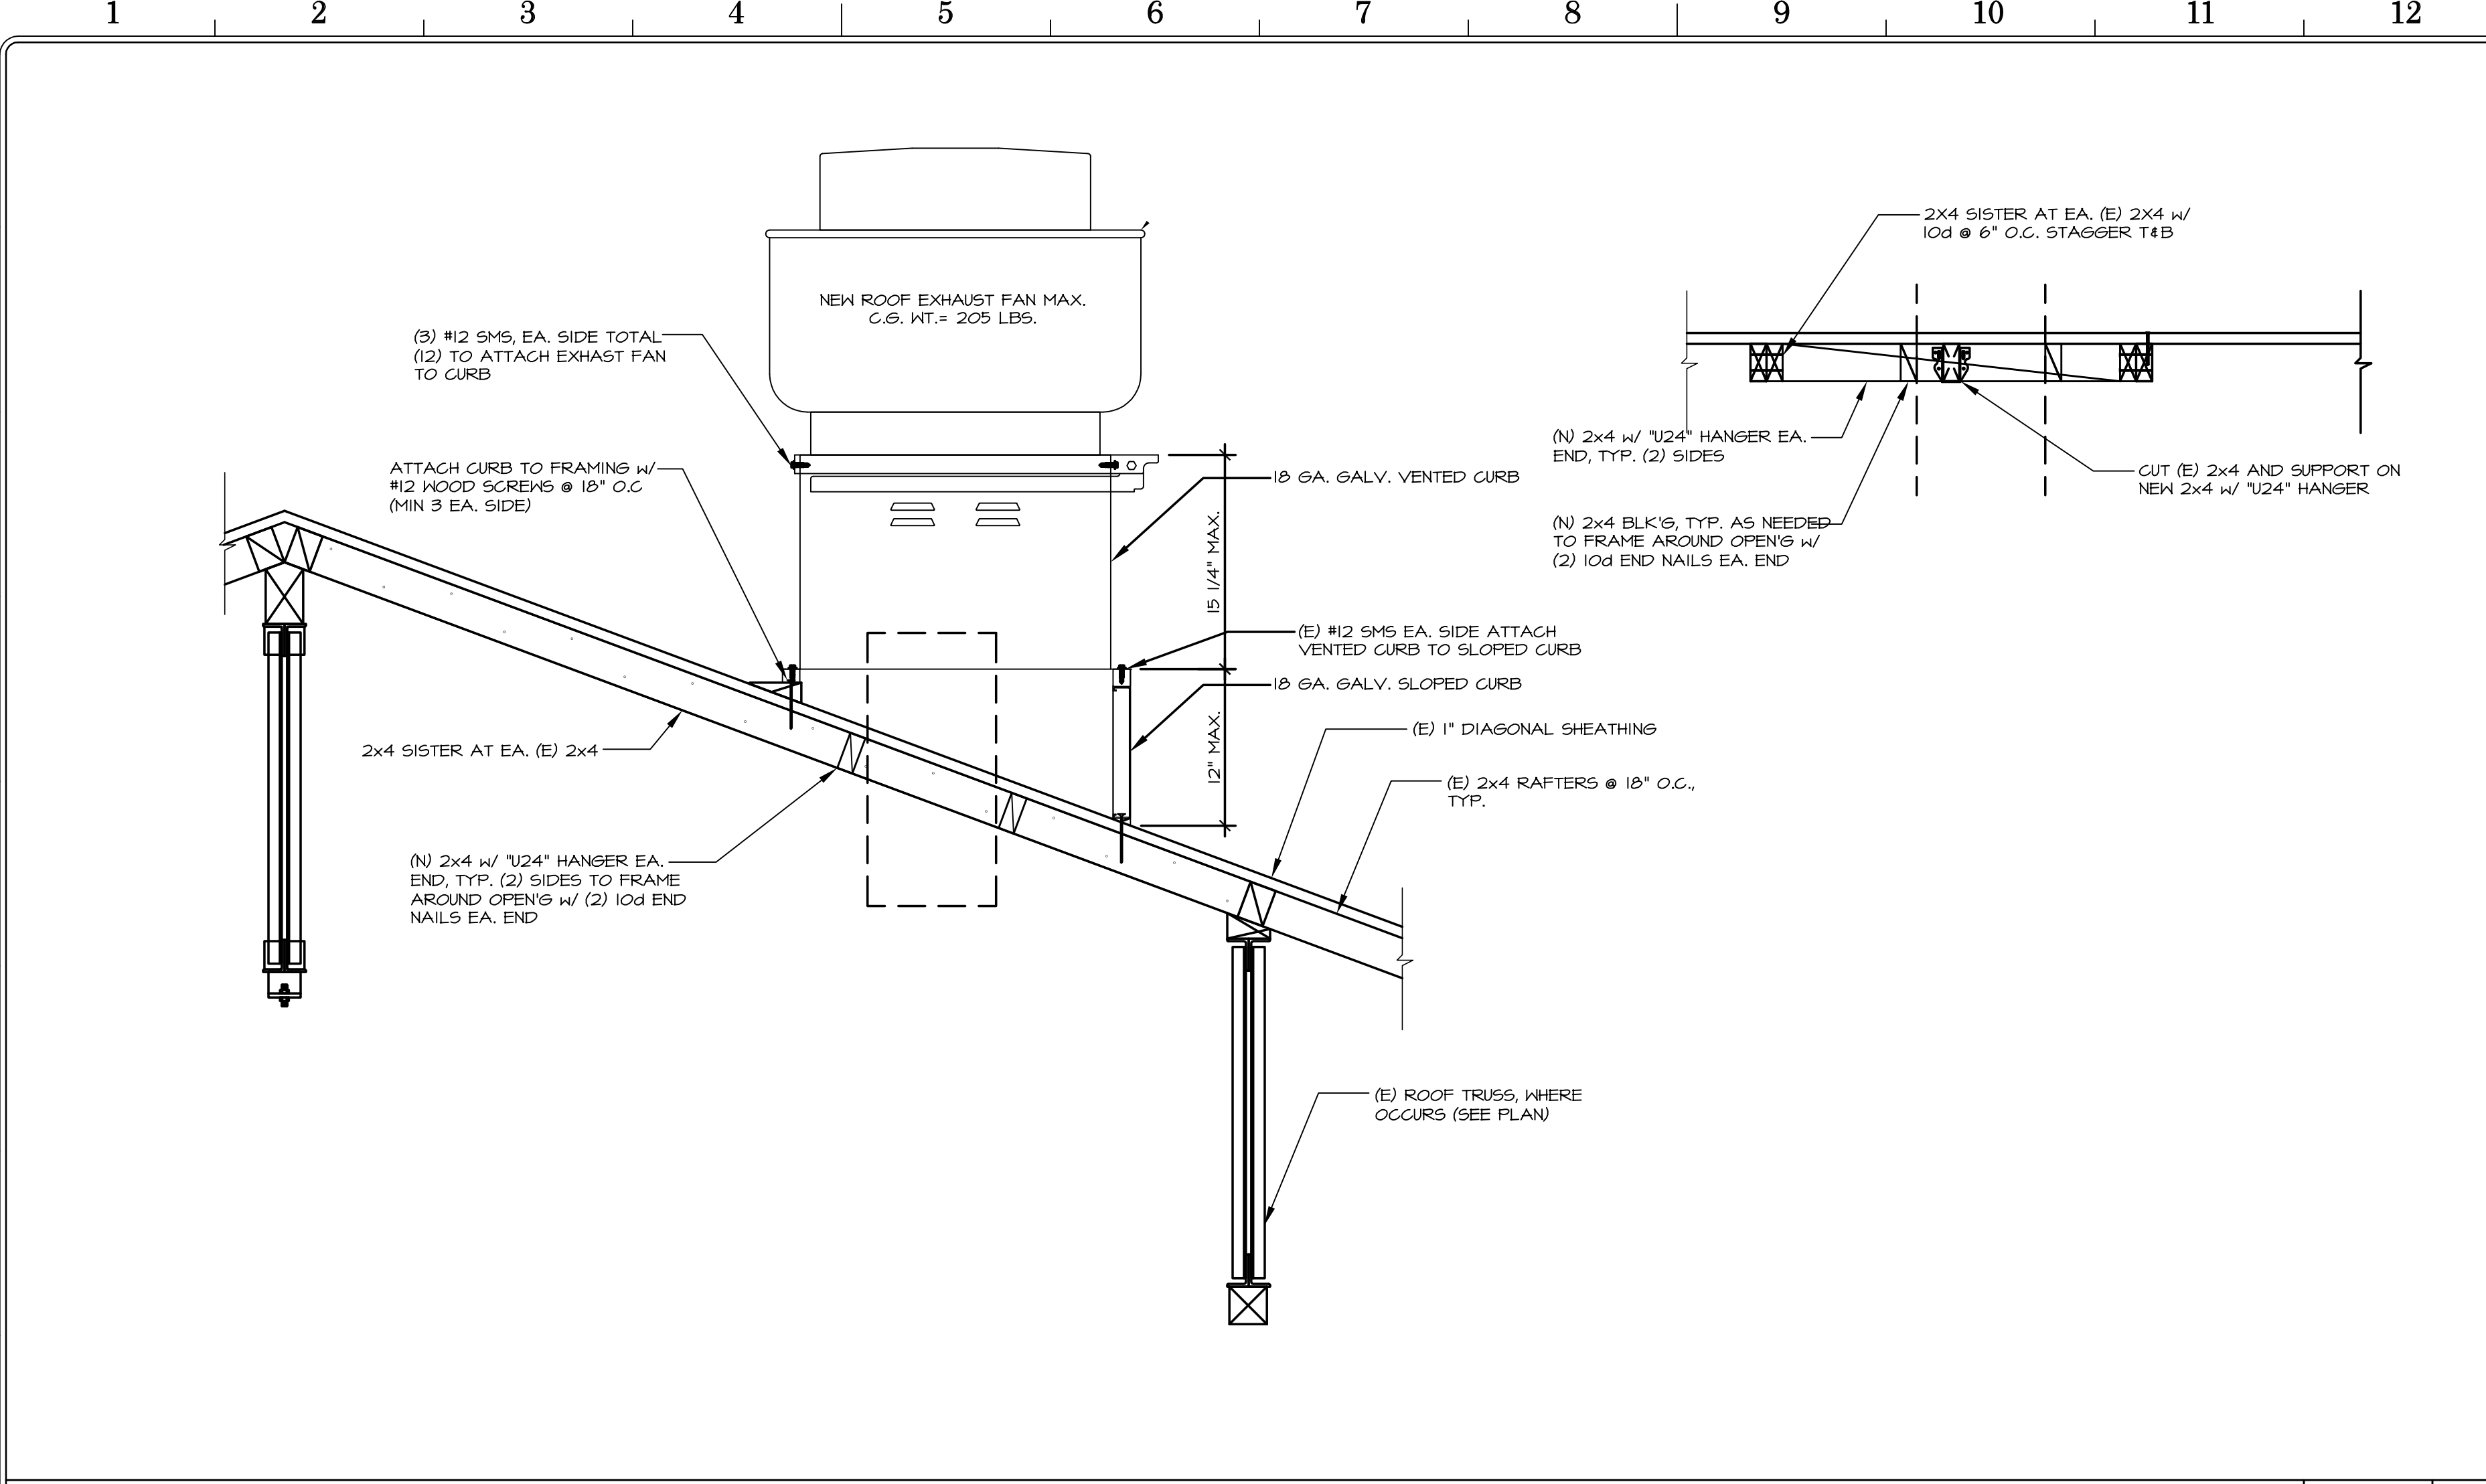 1 2 3 4 5 6 7 8 9 10 11 12
NEW ROOF EXHAUST FAN MAX.
C.G. WT.= 205 LBS.
(3) #12 SMS, EA. SIDE TOTAL
(12) TO ATTACH EXHAST FAN
TO CURB
ATTACH CURB TO FRAMING W/
#12 WOOD SCREWS @ 18" O.C
(MIN 3 EA. SIDE)
18 GA. GALV. VENTED CURB
15 1/4" MAX.
(E) #12 SMS EA. SIDE ATTACH
VENTED CURB TO SLOPED CURB
18 GA. GALV. SLOPED CURB
12" MAX.
(E) 1" DIAGONAL SHEATHING
(E) 2x4 RAFTERS @ 18" O.C.,
TYP.
2x4 SISTER AT EA. (E) 2x4
(N) 2x4 W/ "U24" HANGER EA.
END, TYP. (2) SIDES TO FRAME
AROUND OPEN'G W/ (2) 10d END
NAILS EA. END
(E) ROOF TRUSS, WHERE
OCCURS (SEE PLAN)
2X4 SISTER AT EA. (E) 2X4 W/
10d @ 6" O.C. STAGGER T&B
(N) 2x4 W/ "U24" HANGER EA.
END, TYP. (2) SIDES
CUT (E) 2x4 AND SUPPORT ON
NEW 2x4 W/ "U24" HANGER
(N) 2x4 BLK'G, TYP. AS NEEDED
TO FRAME AROUND OPEN'G W/
(2) 10d END NAILS EA. END